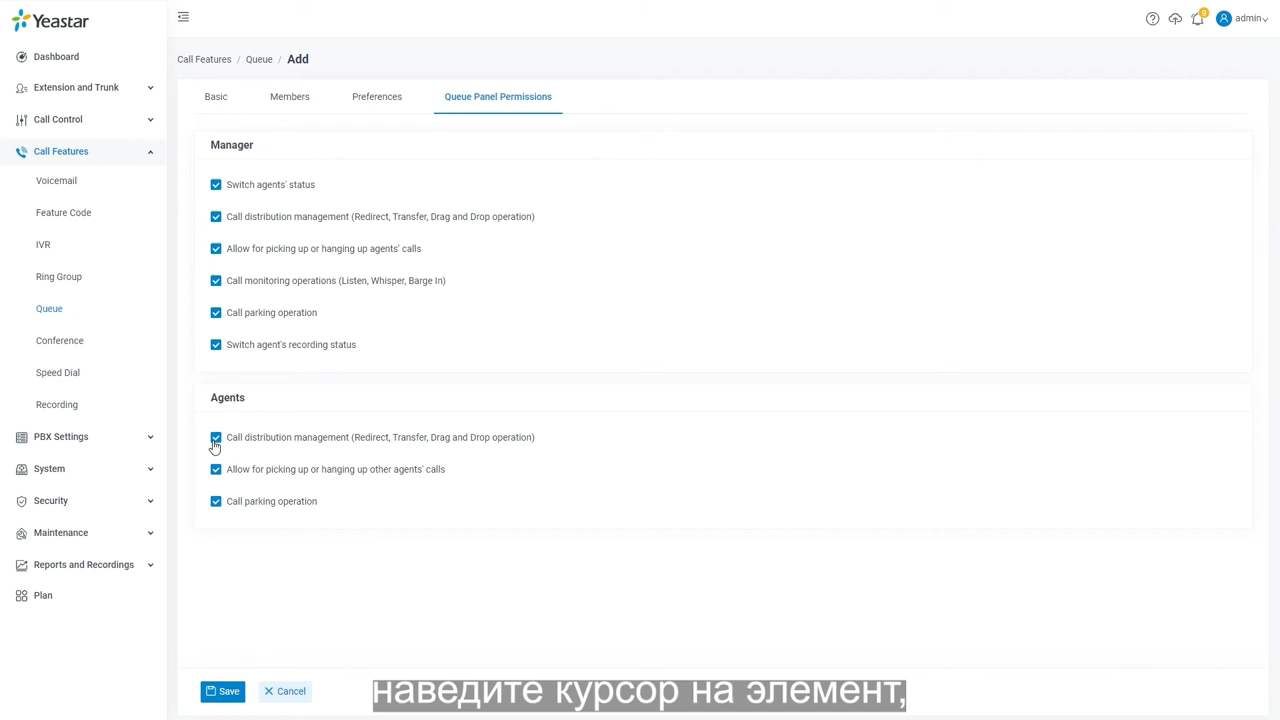 Yeastar
9
admin
Dashboard
Extension and Trunk
Call Control
Call Features
Voicemail
Feature Code
IVR
Ring Group
Queue
Conference
Speed Dial
Recording
PBX Settings
System
Security
Maintenance
Reports and Recordings
Plan
Call Features / Queue / Add
Basic Members Preferences Queue Panel Permissions
Manager
Switch agents' status
Call distribution management (Redirect, Transfer, Drag and Drop operation)
Allow for picking up or hanging up agents' calls
Call monitoring operations (Listen, Whisper, Barge In)
Call parking operation
Switch agent's recording status
Agents
Call distribution management (Redirect, Transfer, Drag and Drop operation)
Allow for picking up or hanging up other agents' calls
Call parking operation
Save Cancel
наведите курсор на элемент,